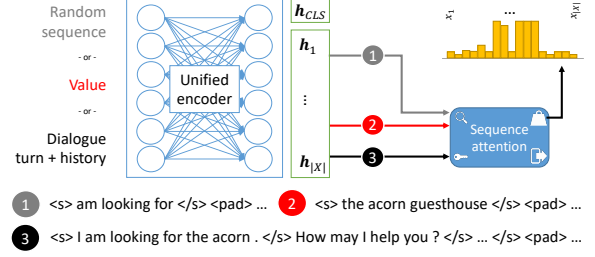 Random
sequence
- or -
Value
- or -
Dialogue
turn + history
Unified
encoder
h_CLS
h_1
...
h_|X|
1
2
3
Sequence
attention
x_1
...
x_|X|
1 <s> am looking for </s> <pad> ...
2 <s> the acorn guesthouse </s> <pad> ...
3 <s> I am looking for the acorn . </s> How may I help you ? </s> ... </s> <pad> ...